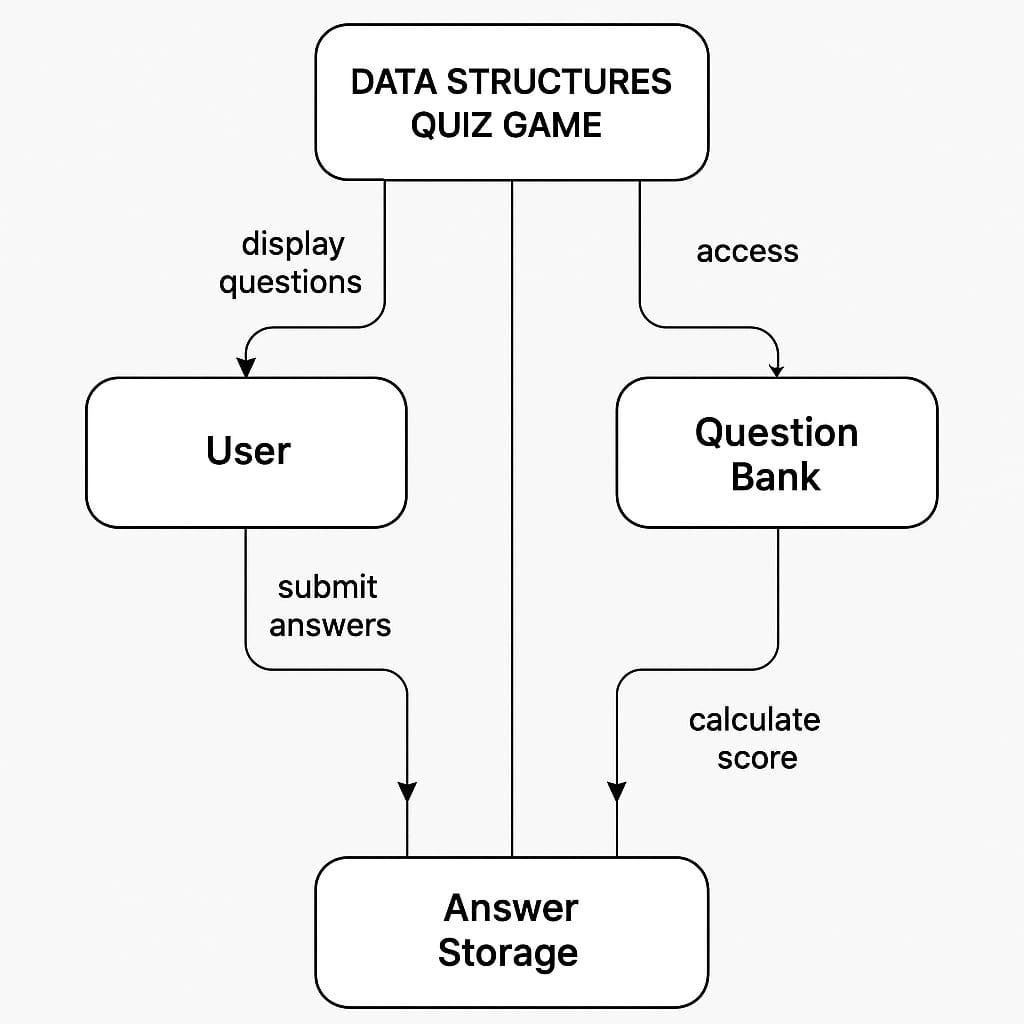 DATA STRUCTURES
QUIZ GAME
display
questions
access
User
Question
Bank
submit
answers
calculate
score
Answer
Storage